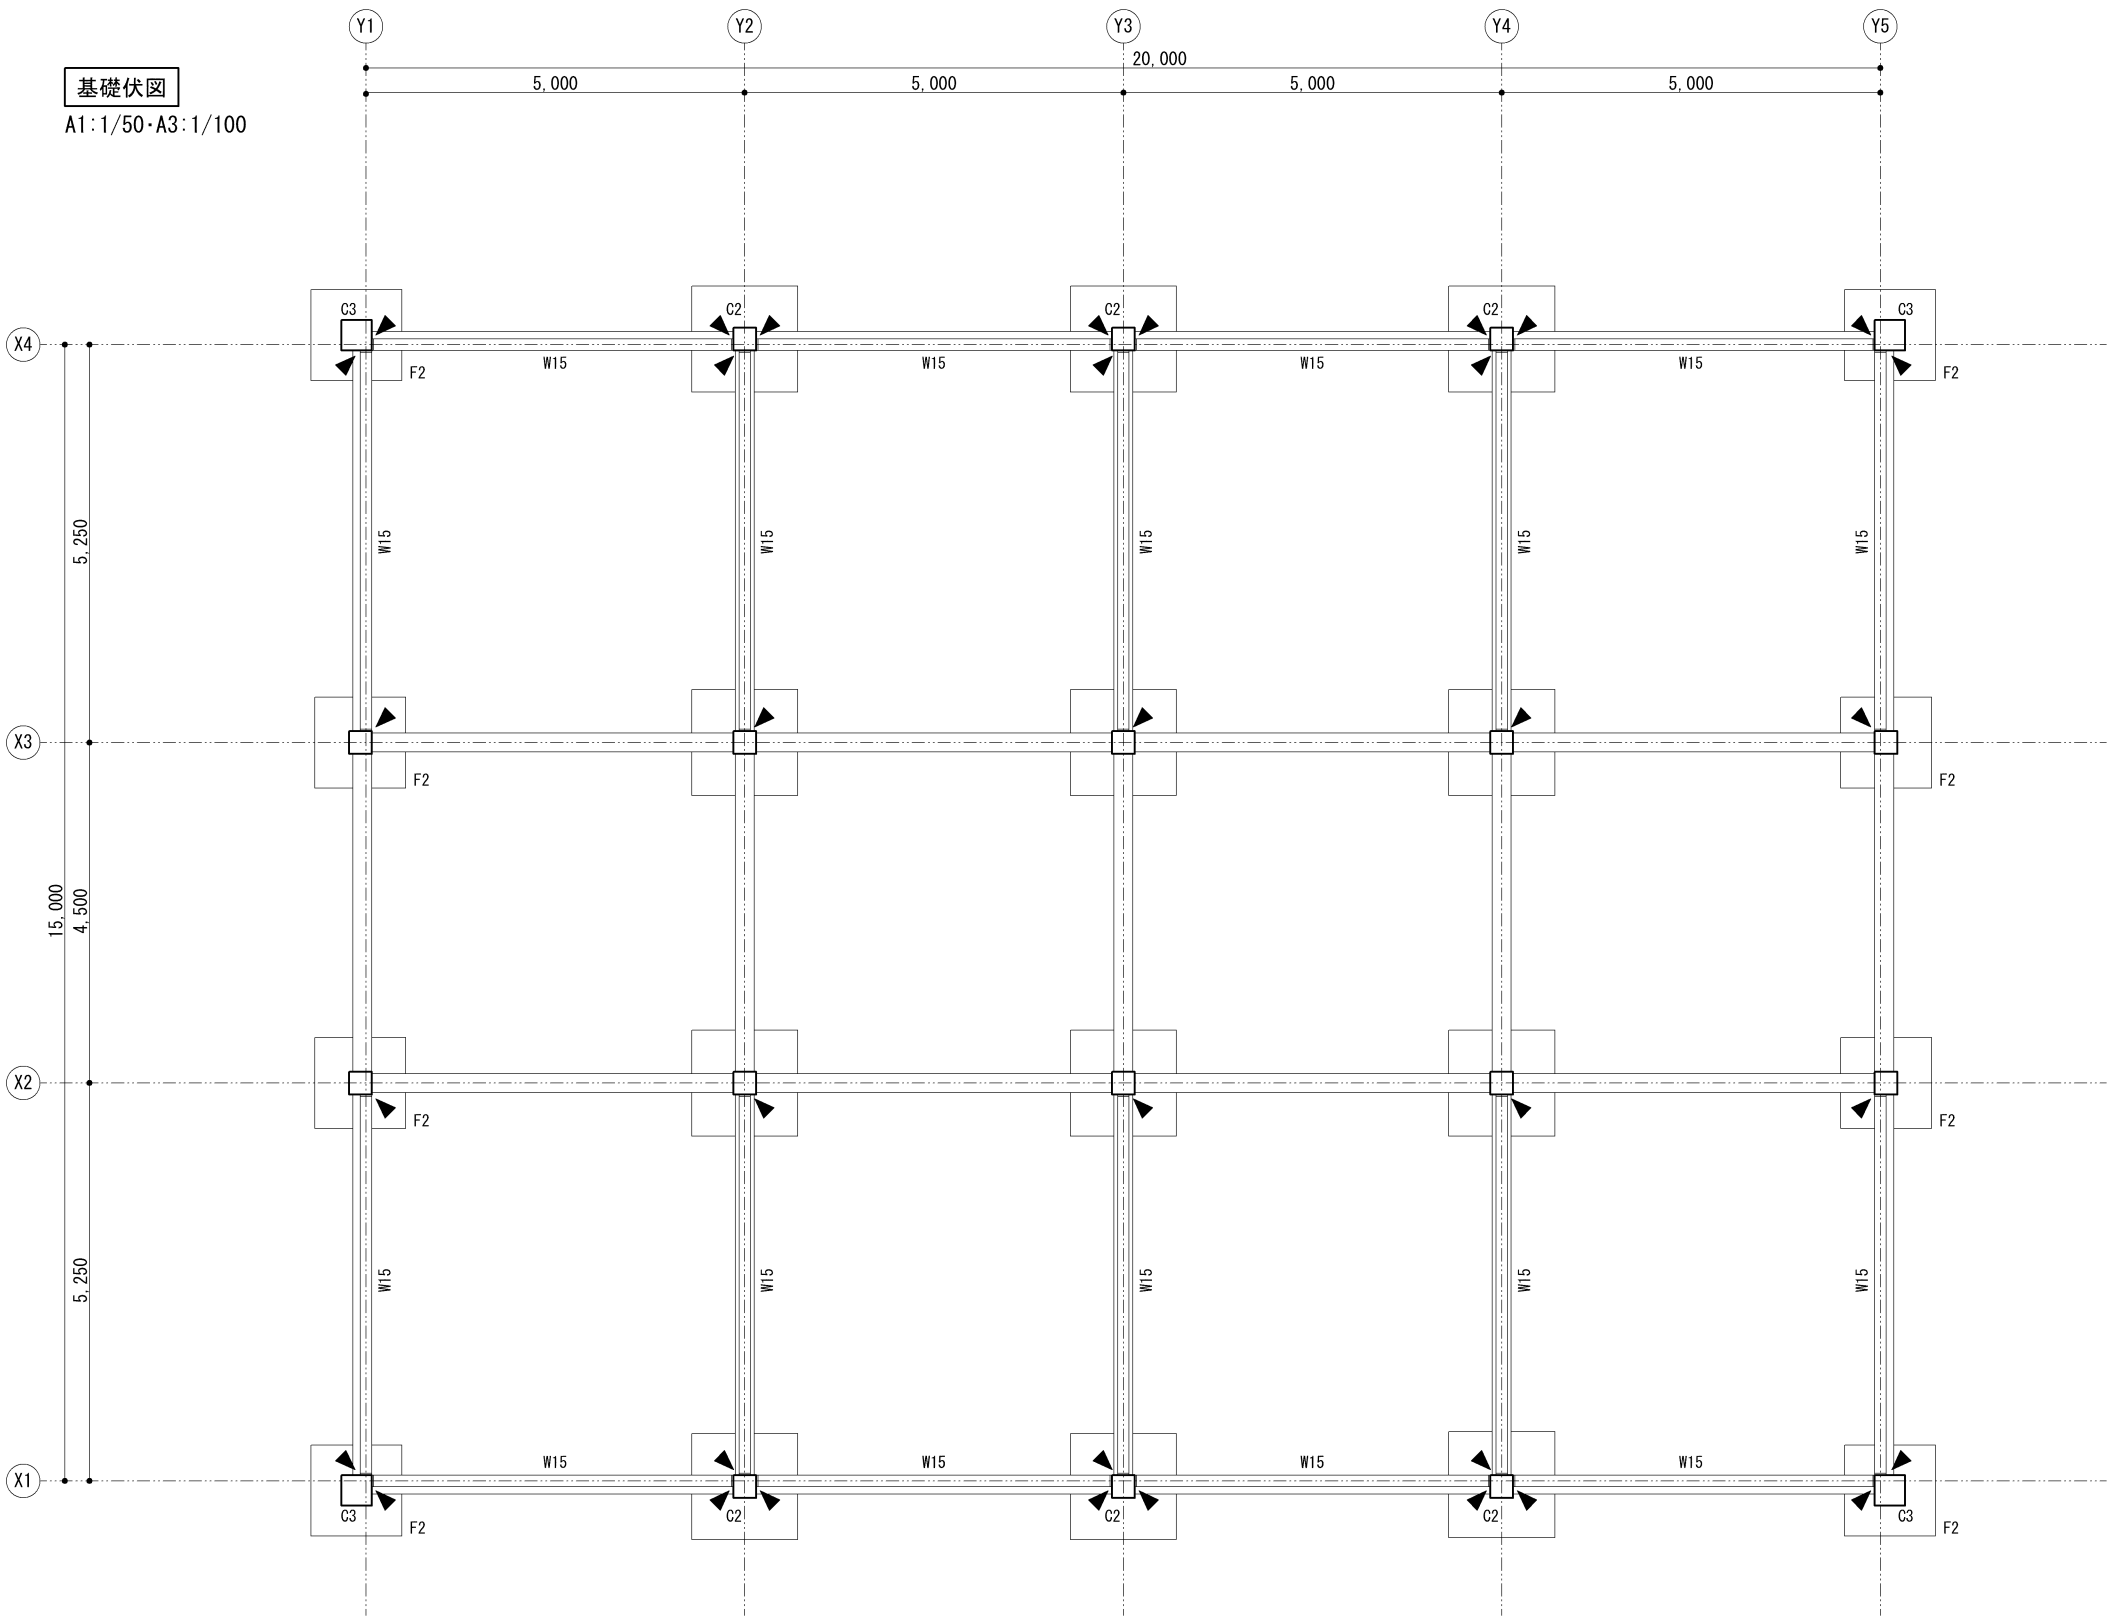 Y1 Y2 Y3 Y4 Y5
20,000
5,000 5,000 5,000 5,000
基礎伏図
A1:1/50・A3:1/100
C3 C2 C2 C2 C3
X4
W15 W15 W15 W15
F2 F2
5,250
W15 W15 W15 W15 W15
X3
F2 F2
15,000
4,500
X2
F2 F2
5,250
W15 W15 W15 W15 W15
W15 W15 W15 W15
X1
C3 C2 C2 C2 C3
F2 F2